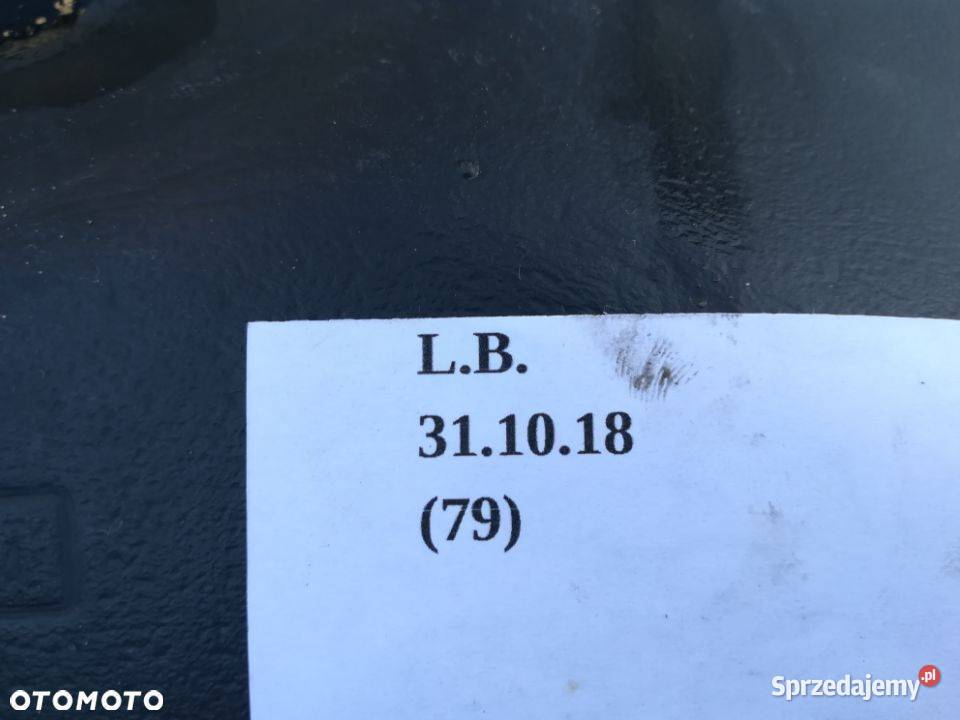 L.B.
31.10.18
(79)
OTOMOTO
Sprzedajemy.pl